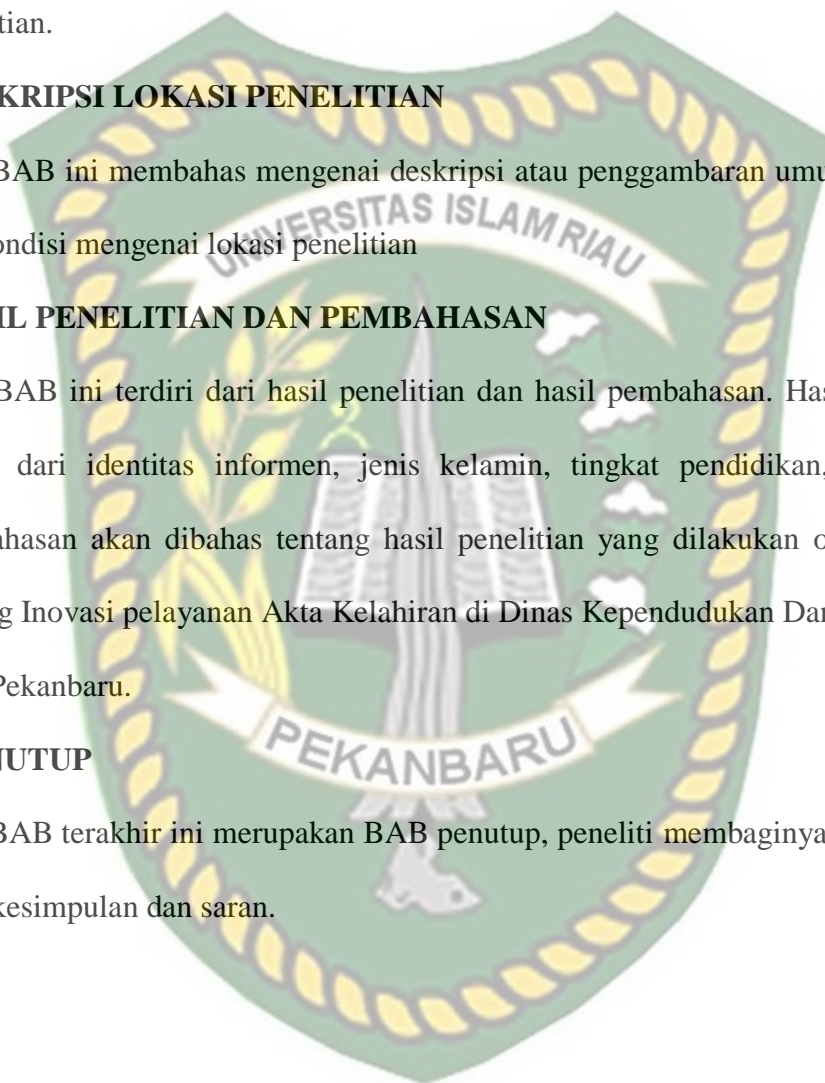 tian.
KRIPSI LOKASI PENELITIAN
BAB ini membahas mengenai deskripsi atau penggambaran umu
ondisi mengenai lokasi penelitian
UNIVERSITAS ISLAM RIAU
IL PENELITIAN DAN PEMBAHASAN
BAB ini terdiri dari hasil penelitian dan hasil pembahasan. Has
dari identitas informen, jenis kelamin, tingkat pendidikan,
ahasan akan dibahas tentang hasil penelitian yang dilakukan o
g Inovasi pelayanan Akta Kelahiran di Dinas Kependudukan Dan
Pekanbaru.
PEKANBARU
NUTUP
BAB terakhir ini merupakan BAB penutup, peneliti membaginya
kesimpulan dan saran.